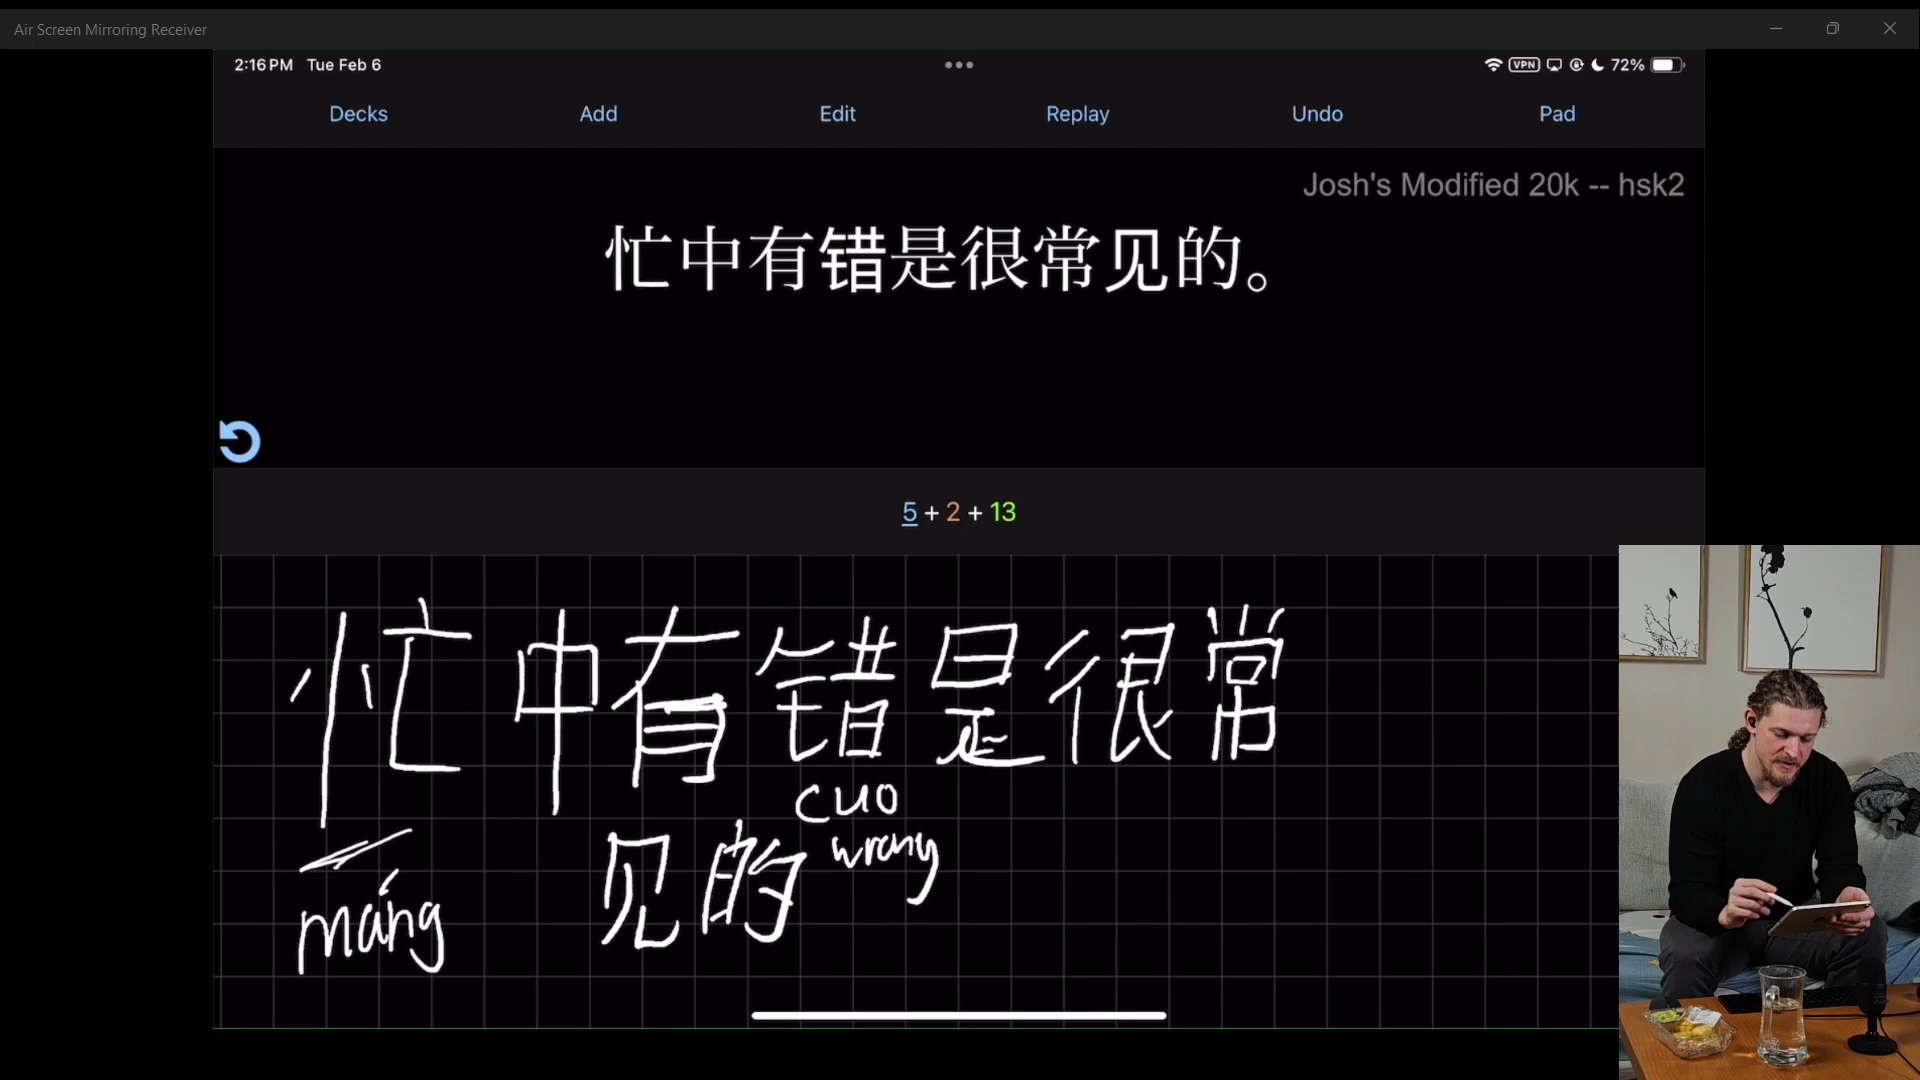 Air Screen Mirroring Receiver
2:16 PM Tue Feb 6
VPN 72%
Decks Add Edit Replay Undo Pad
Josh's Modified 20k -- hsk2
忙中有错是很常见的。
5 + 2 + 13
忙中有错是很常
cuo
wrong
见的
máng